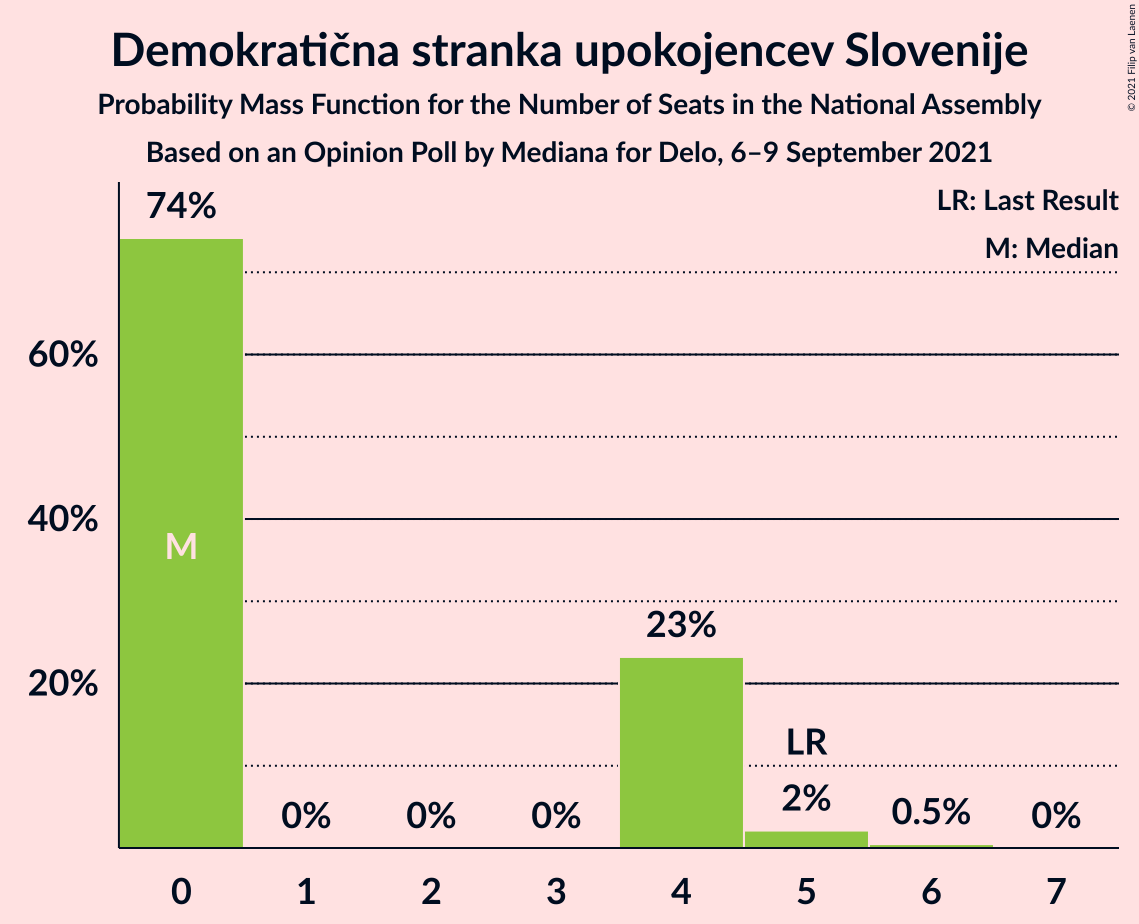 Demokratična stranka upokojencev Slovenije
Probability Mass Function for the Number of Seats in the National Assembly
Based on an Opinion Poll by Mediana for Delo, 6–9 September 2021
© 2021 Filip van Laenen
LR: Last Result
M: Median
74%
60%
40%
20%
M
0%
0%
0%
23%
LR
2%
0.5%
0%
0 1 2 3 4 5 6 7